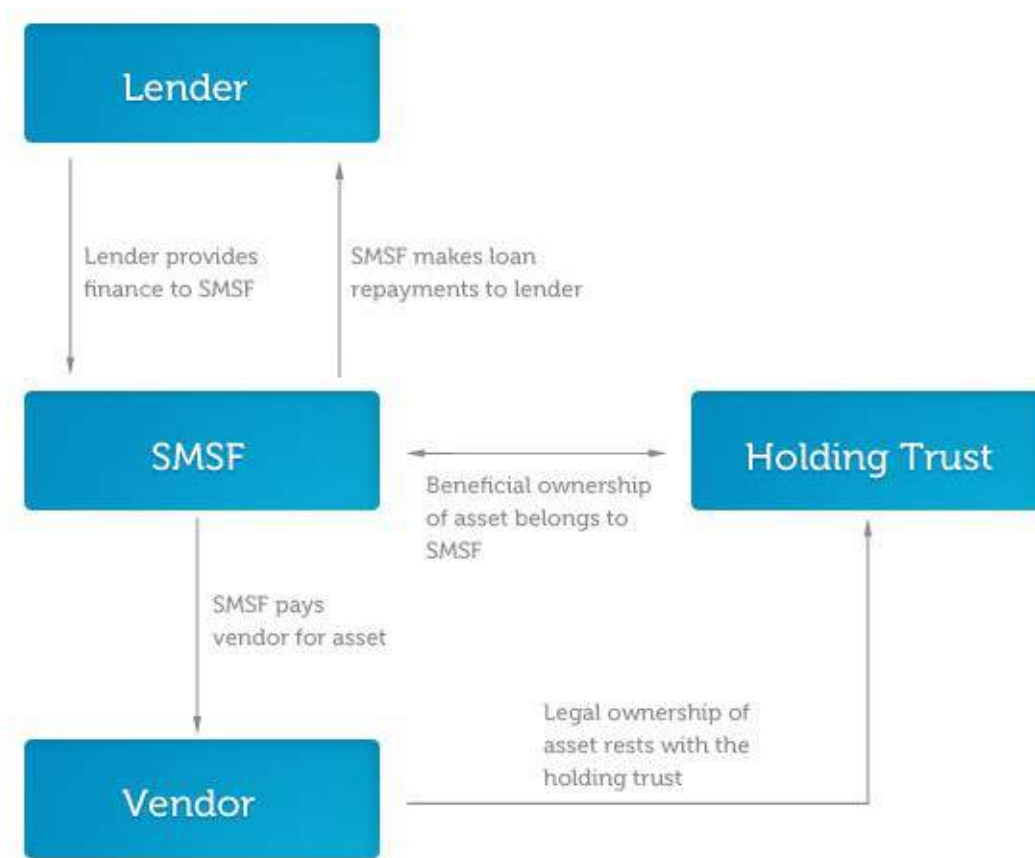 Lender
Lender provides
finance to SMSF
SMSF makes loan
repayments to lender
SMSF
Holding Trust
Beneficial ownership
of asset belongs to
SMSF
SMSF pays
vendor for asset
Legal ownership of
asset rests with the
holding trust
Vendor